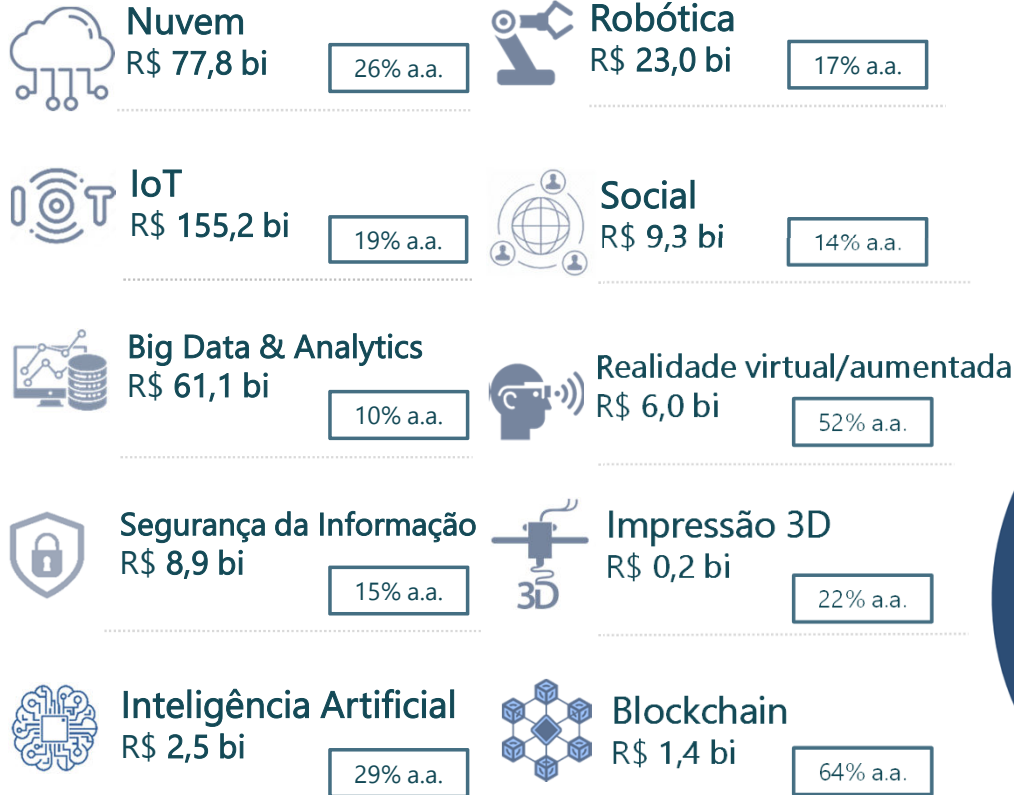 Nuvem
R$ 77,8 bi
26% a.a.
Robótica
R$ 23,0 bi
17% a.a.
IoT
IoT
R$ 155,2 bi
19% a.a.
Social
R$ 9,3 bi
14% a.a.
Big Data & Analytics
R$ 61,1 bi
10% a.a.
Realidade virtual/aumentada
R$ 6,0 bi
52% a.a.
Segurança da Informação
R$ 8,9 bi
15% a.a.
3D
Impressão 3D
R$ 0,2 bi
22% a.a.
Inteligência Artificial
R$ 2,5 bi
29% a.a.
Blockchain
R$ 1,4 bi
64% a.a.